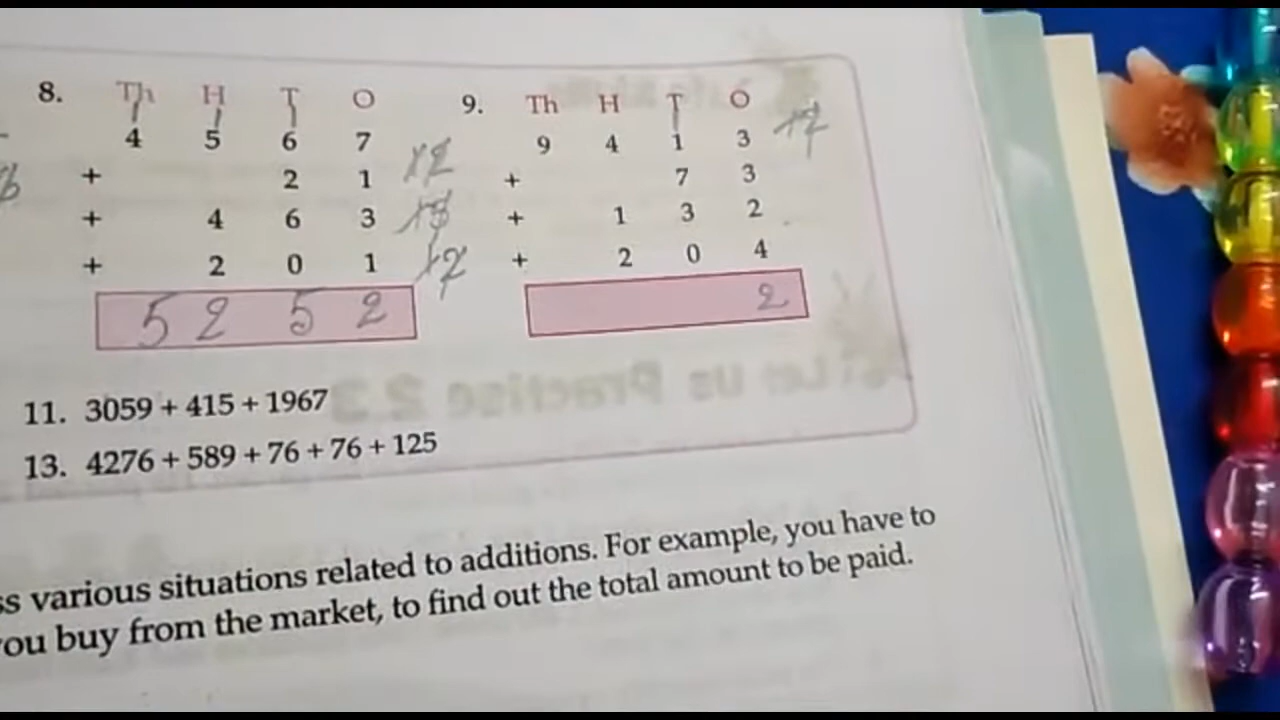 8. Th H T O 9. Th H T O
4 5 6 7 9 4 1 3
+ 2 1 12 + 7 3
+ 4 6 3 + 1 3 2
+ 2 0 1 12 + 2 0 4
5 2 5 2 2
11. 3059 + 415 + 1967
13. 4276 + 589 + 76 + 76 + 125
various situations related to additions. For example, you have to
you buy from the market, to find out the total amount to be paid.